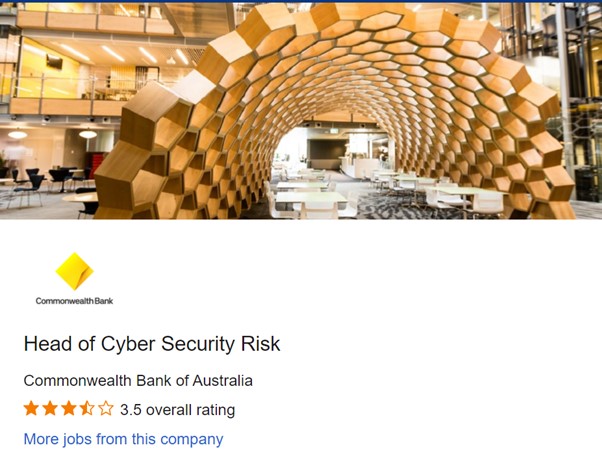 CommonwealthBank
Head of Cyber Security Risk
Commonwealth Bank of Australia
3.5 overall rating
More jobs from this company